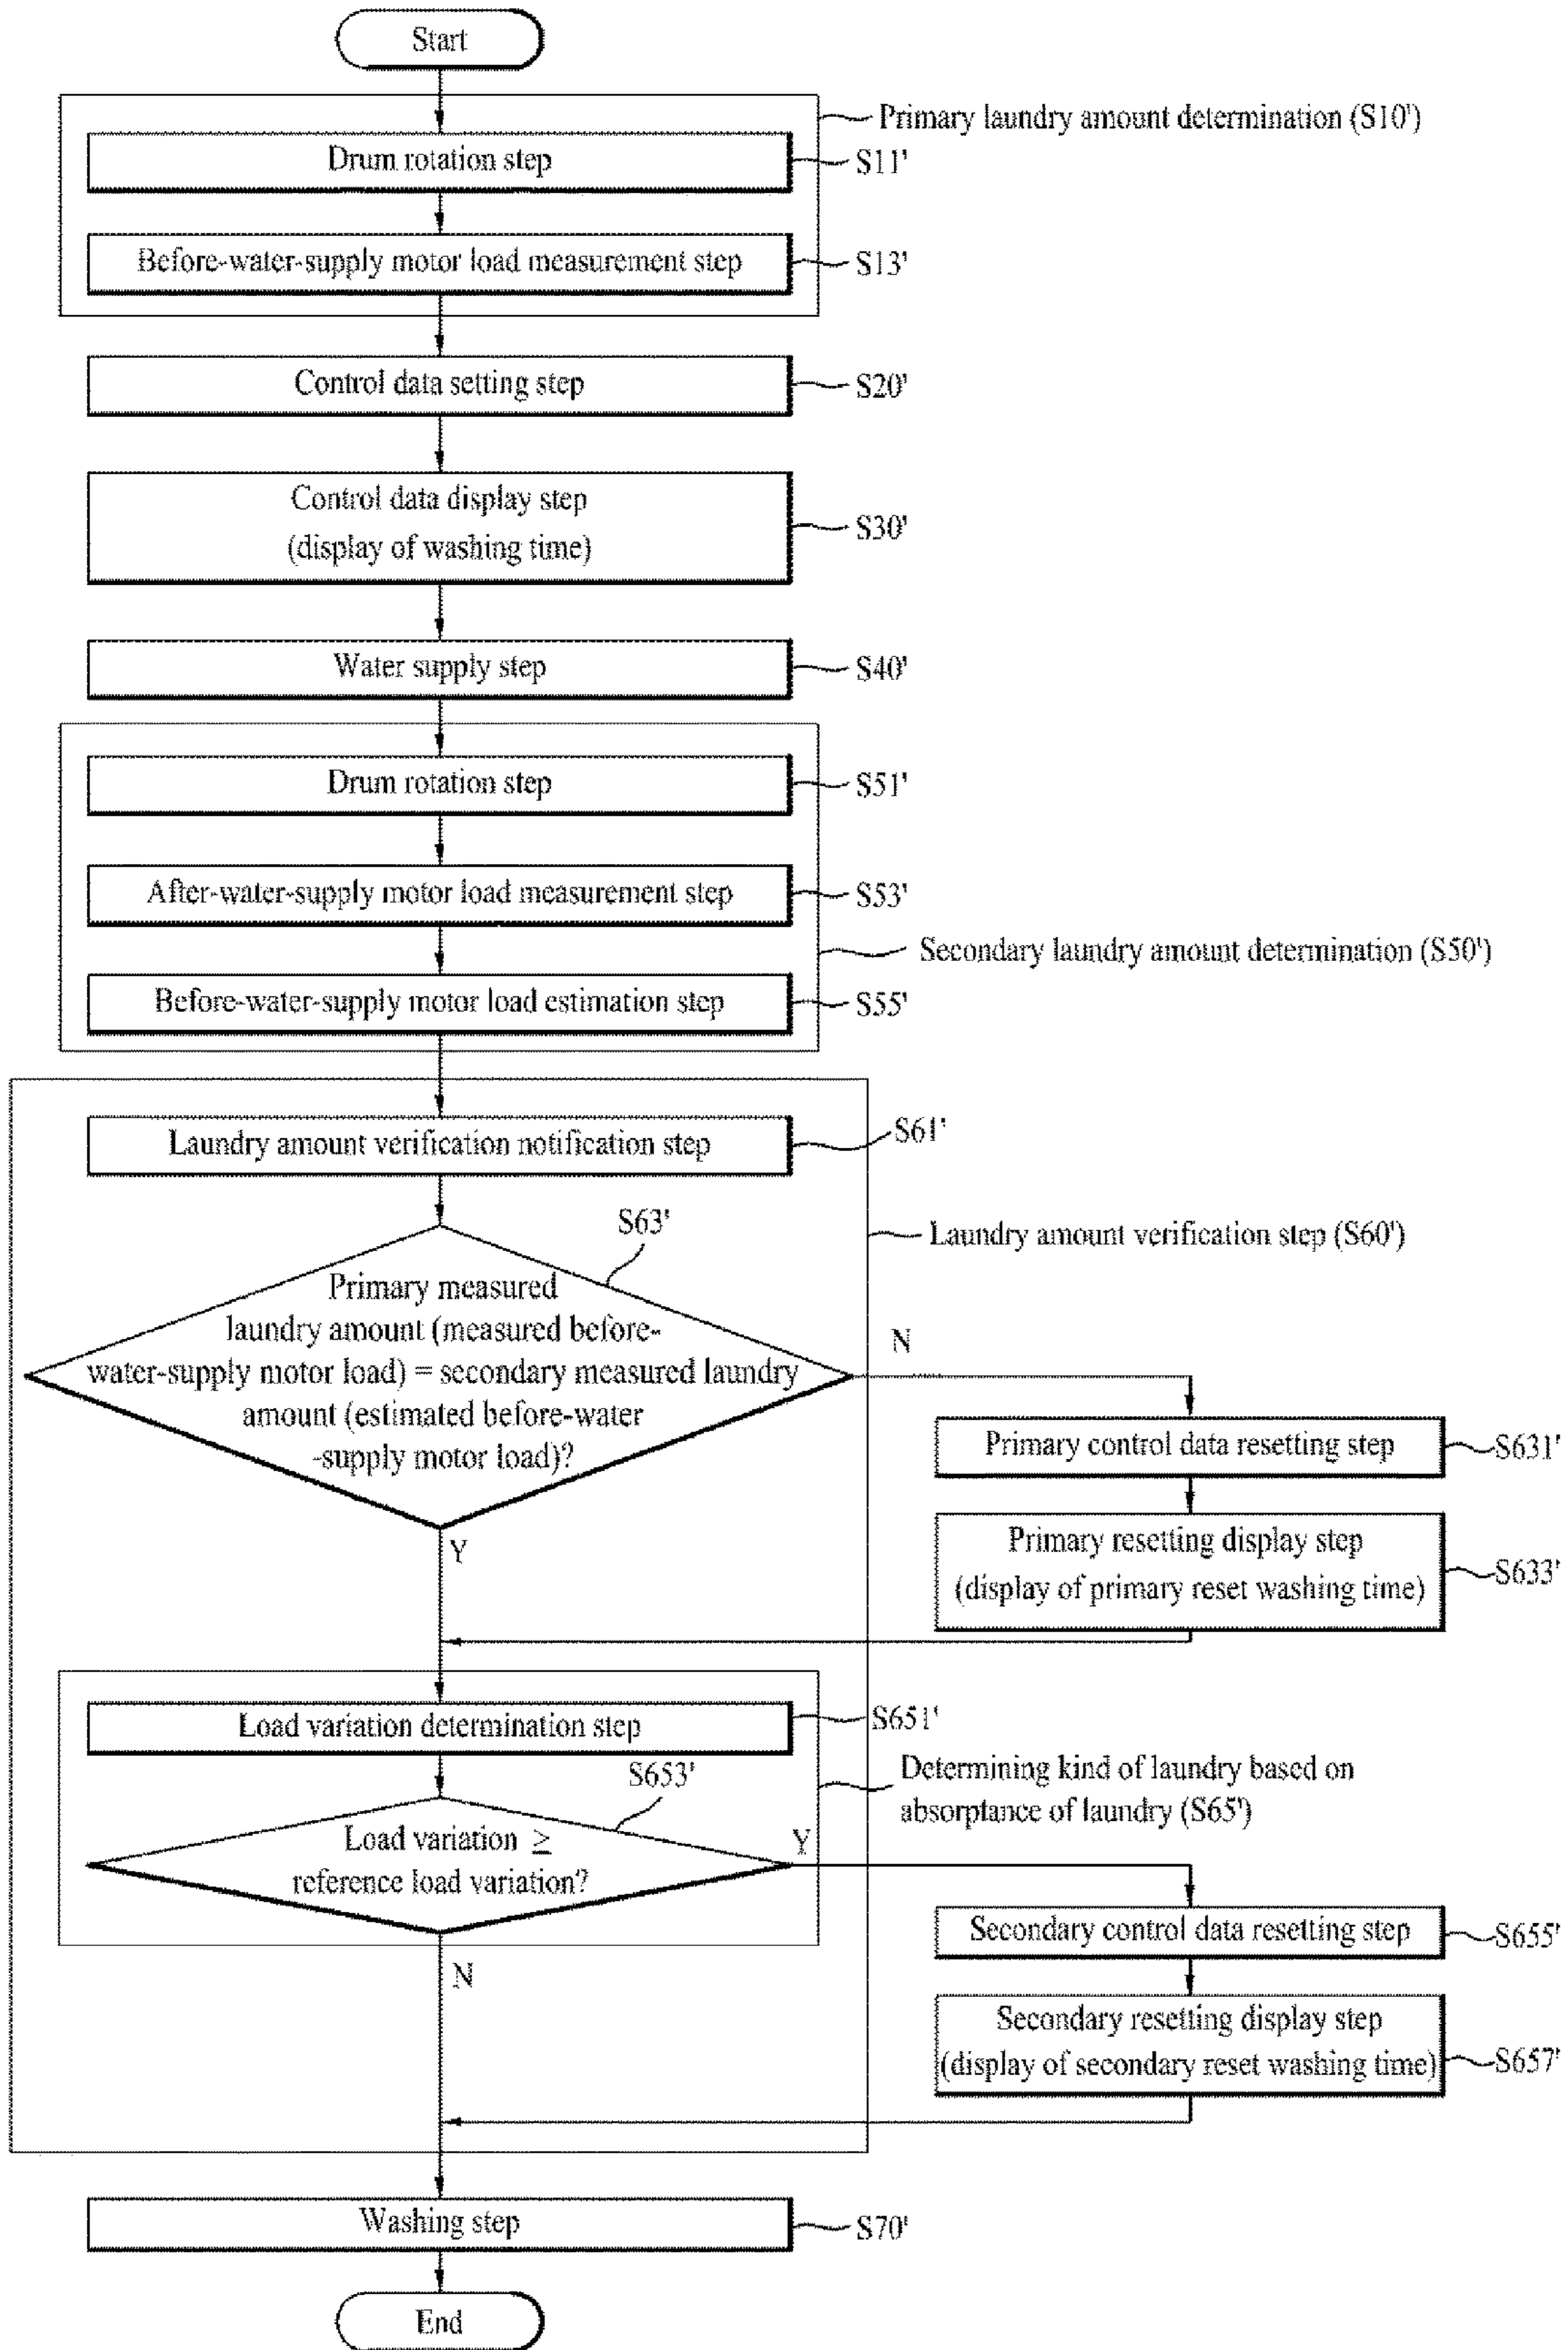 Start
Primary laundry amount determination (S10')
Drum rotation step
S11'
Before-water-supply motor load measurement step
S13'
Control data setting step
S20'
Control data display step
(display of washing time)
S30'
Water supply step
S40'
Drum rotation step
S51'
After-water-supply motor load measurement step
S53'
Secondary laundry amount determination (S50')
Before-water-supply motor load estimation step
S55'
Laundry amount verification notification step
S61'
S63'
Laundry amount verification step (S60')
Primary measured
laundry amount (measured before-
water-supply motor load) = secondary measured laundry
amount (estimated before-water
-supply motor load)?
N
Y
Primary control data resetting step
S631'
Primary resetting display step
(display of primary reset washing time)
S633'
Load variation determination step
S651'
S653'
Determining kind of laundry based on
absorptance of laundry (S65')
Load variation ≥
reference load variation?
Y
N
Secondary control data resetting step
S655'
Secondary resetting display step
(display of secondary reset washing time)
S657'
Washing step
S70'
End